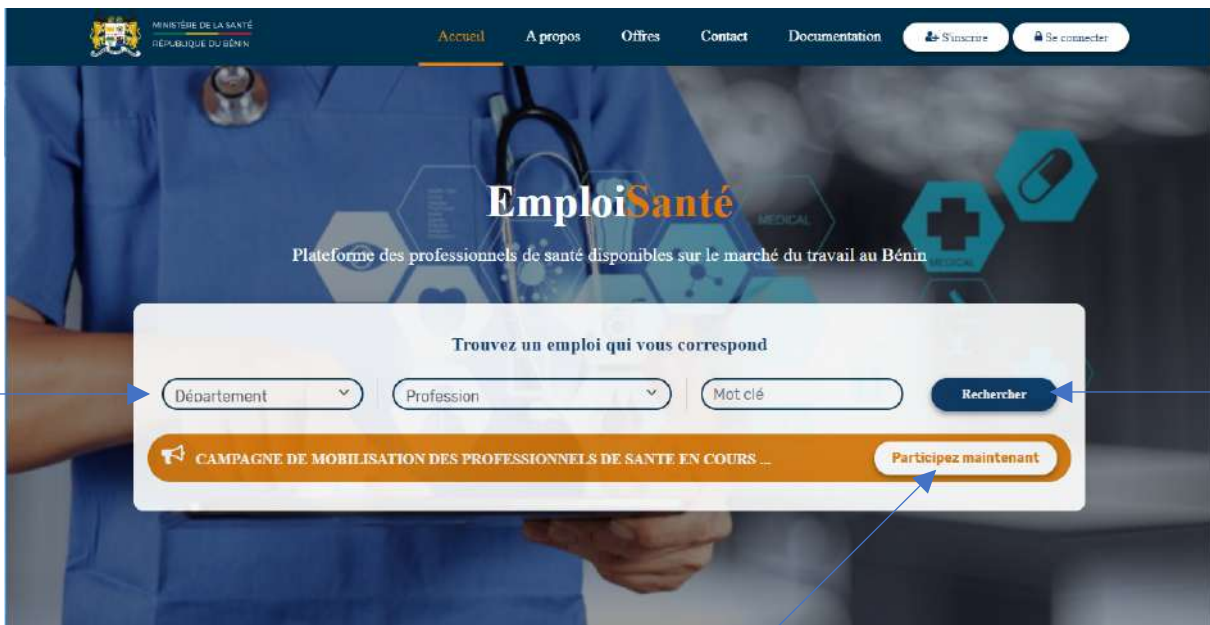 MINISTÈRE DE LA SANTÉ
RÉPUBLIQUE DU BÉNIN
Accueil
A propos
Offres
Contact
Documentation
S'inscrire
Se connecter
EmploiSanté
MEDICAL
Plateforme des professionnels de santé disponibles sur le marché du travail au Bénin
MEDICAL
Trouvez un emploi qui vous correspond
Département
Profession
Mot clé
Rechercher
CAMPAGNE DE MOBILISATION DES PROFESSIONNELS DE SANTE EN COURS ...
Participez maintenant